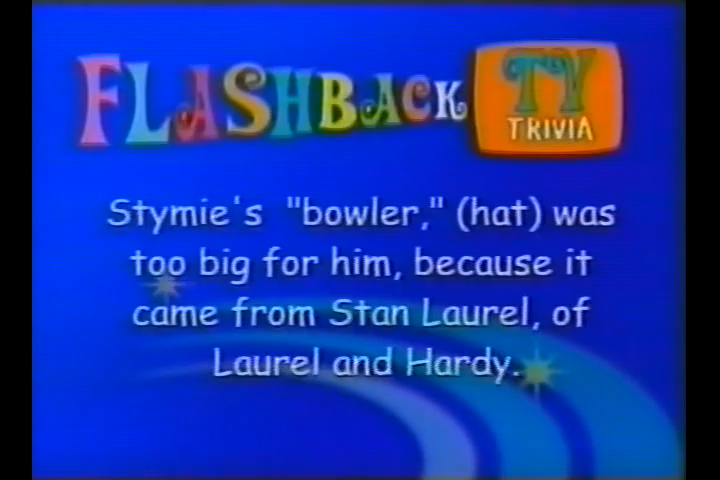 FLASHBACK TV
TRIVIA
Stymie's "bowler," (hat) was
too big for him, because it
came from Stan Laurel, of
Laurel and Hardy.